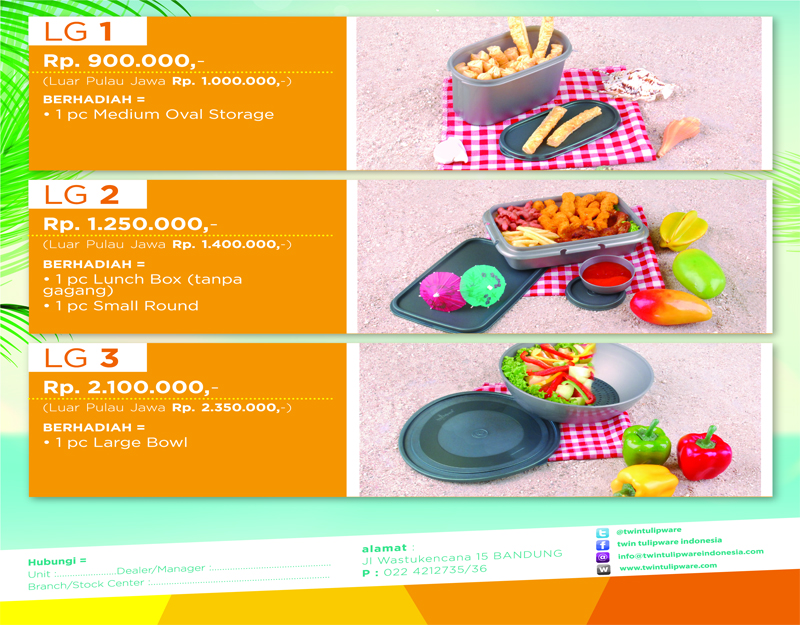 LG 1
Rp. 900.000,-
(Luar Pulau Jawa Rp. 1.000.000,-)
BERHADIAH =
• 1 pc Medium Oval Storage
LG 2
Rp. 1.250.000,-
(Luar Pulau Jawa Rp. 1.400.000,-)
BERHADIAH =
• 1 pc Lunch Box (tanpa
gagang)
• 1 pc Small Round
LG 3
Rp. 2.100.000,-
(Luar Pulau Jawa Rp. 2.350.000,-)
BERHADIAH =
• 1 pc Large Bowl
Hubungi =
Unit :....................Dealer/Manager :..............................
Branch/Stock Center :..............................................
alamat :
Jl Wastukencana 15 BANDUNG
P : 022 4212735/36
@twintulipware
twin tulipware indonesia
info@twintulipwareindonesia.com
www.twintulipware.com